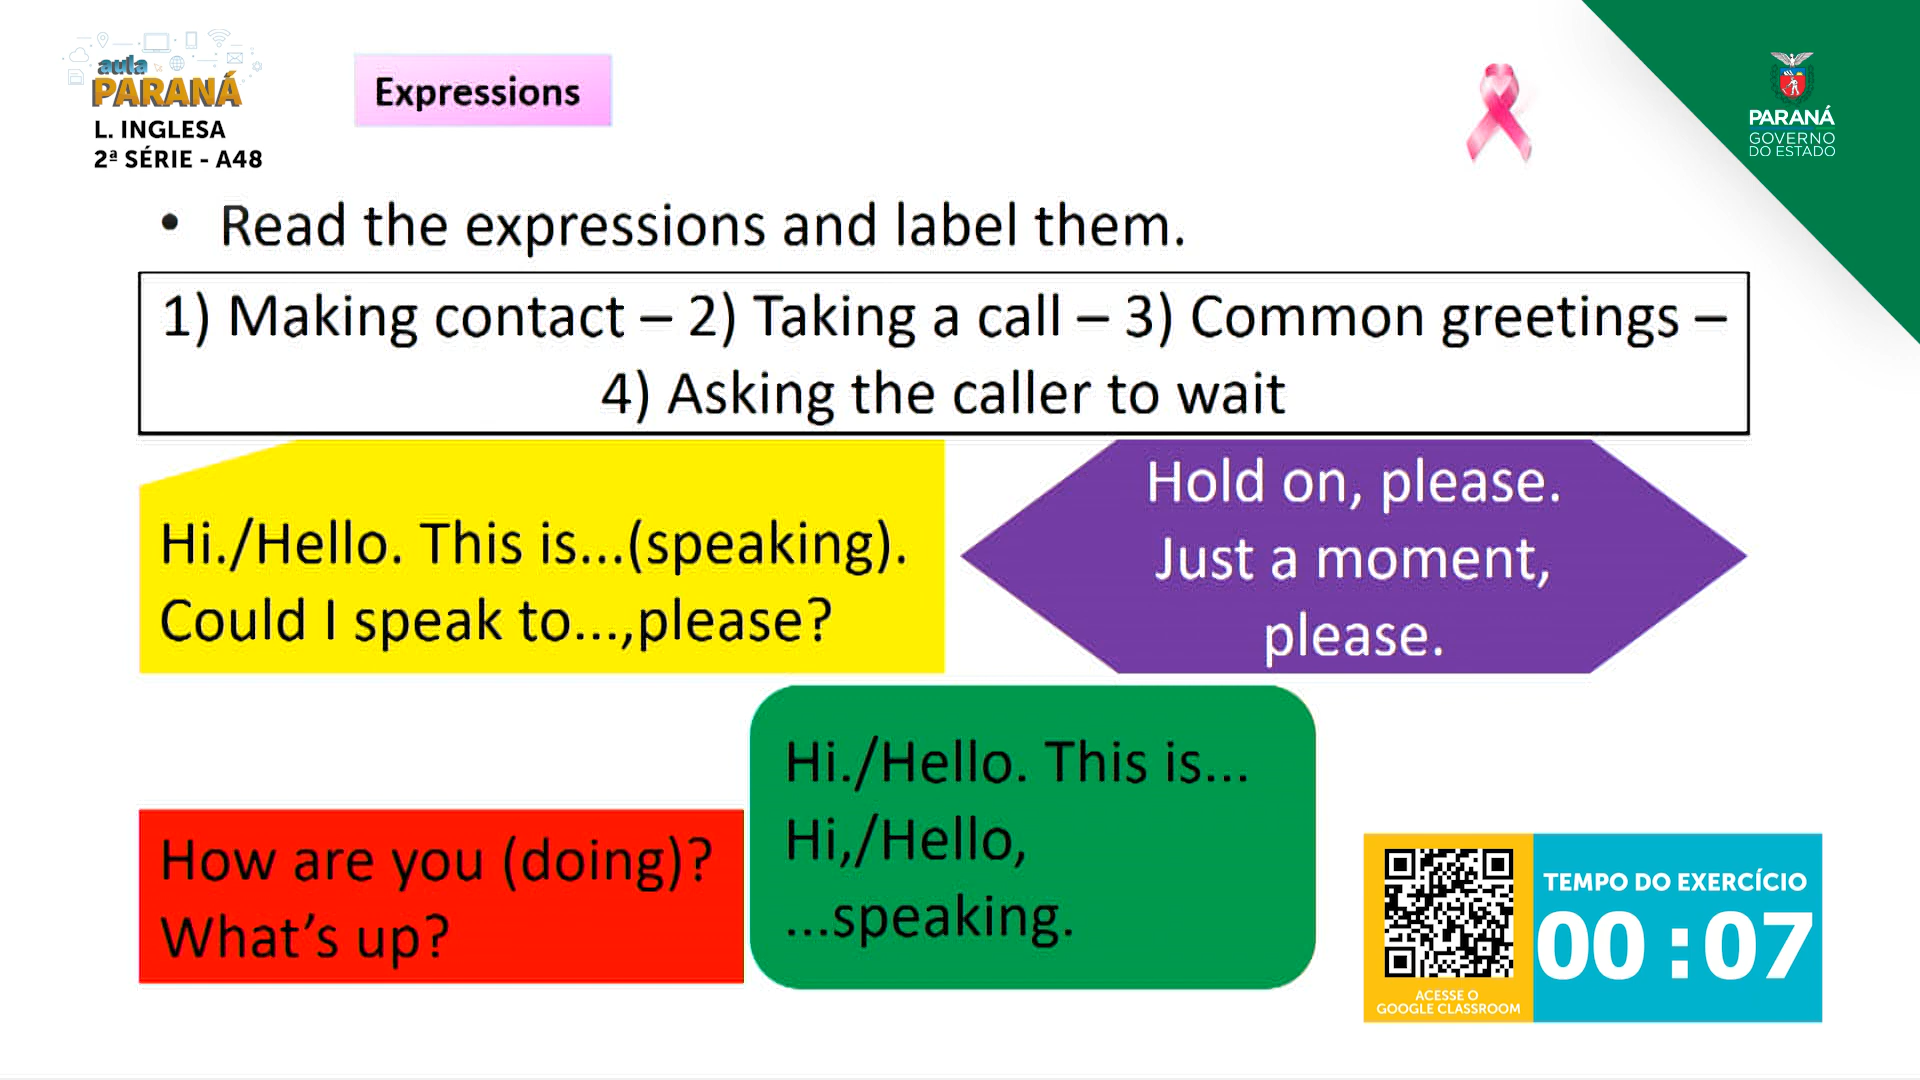 aula
PARANÁ
L. INGLESA
2ª SÉRIE - A48
Expressions
PARANÁ
GOVERNO
DO ESTADO
• Read the expressions and label them.
1) Making contact – 2) Taking a call – 3) Common greetings –
4) Asking the caller to wait
Hi./Hello. This is...(speaking).
Could I speak to...,please?
Hold on, please.
Just a moment,
please.
How are you (doing)?
What's up?
Hi./Hello. This is...
Hi,/Hello,
...speaking.
ACESSE O
GOOGLE CLASSROOM
TEMPO DO EXERCÍCIO
00:07